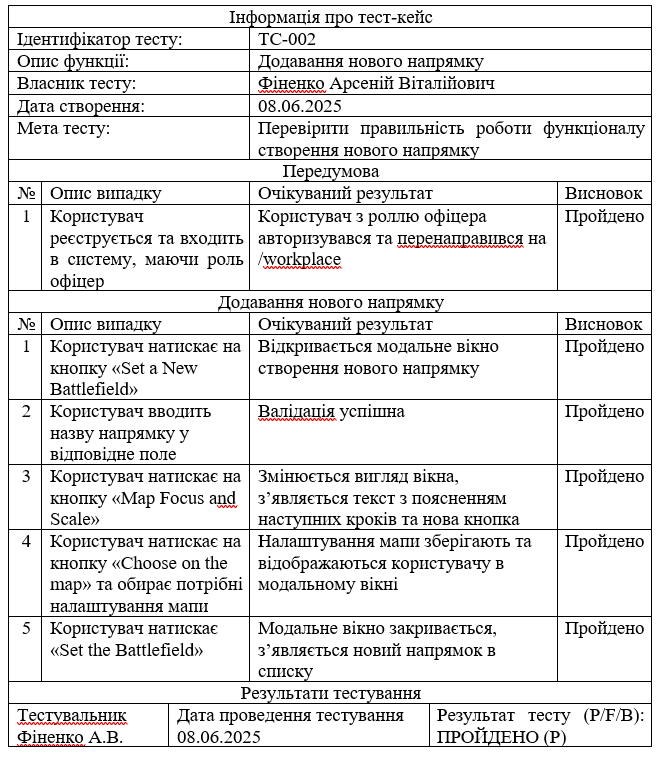 Інформація про тест-кейс
Ідентифікатор тесту: ТС-002
Опис функції: Додавання нового напрямку
Власник тесту: Фіненко Арсеній Віталійович
Дата створення: 08.06.2025
Мета тесту: Перевірити правильність роботи функціоналу
створення нового напрямку
Передумова
№ Опис випадку Очікуваний результат Висновок
1 Користувач Користувач з роллю офіцера Пройдено
реєструється та входить авторизувався та перенаправився на
в систему, маючи роль /workplace
офіцер
Додавання нового напрямку
№ Опис випадку Очікуваний результат Висновок
1 Користувач натискає на Відкривається модальне вікно Пройдено
кнопку «Set a New створення нового напрямку
Battlefield»
2 Користувач вводить Валідація успішна Пройдено
назву напрямку у
відповідне поле
3 Користувач натискає на Змінюється вигляд вікна, Пройдено
кнопку «Map Focus and з’являється текст з поясненням
Scale» наступних кроків та нова кнопка
4 Користувач натискає на Налаштування мапи зберігають та Пройдено
кнопку «Choose on the відображаються користувачу в
map» та обирає потрібні модальному вікні
налаштування мапи
5 Користувач натискає Модальне вікно закривається, Пройдено
«Set the Battlefield» з’являється новий напрямок в
списку
Результати тестування
Тестувальник Дата проведення тестування Результат тесту (P/F/B):
Фіненко А.В. 08.06.2025 ПРОЙДЕНО (P)